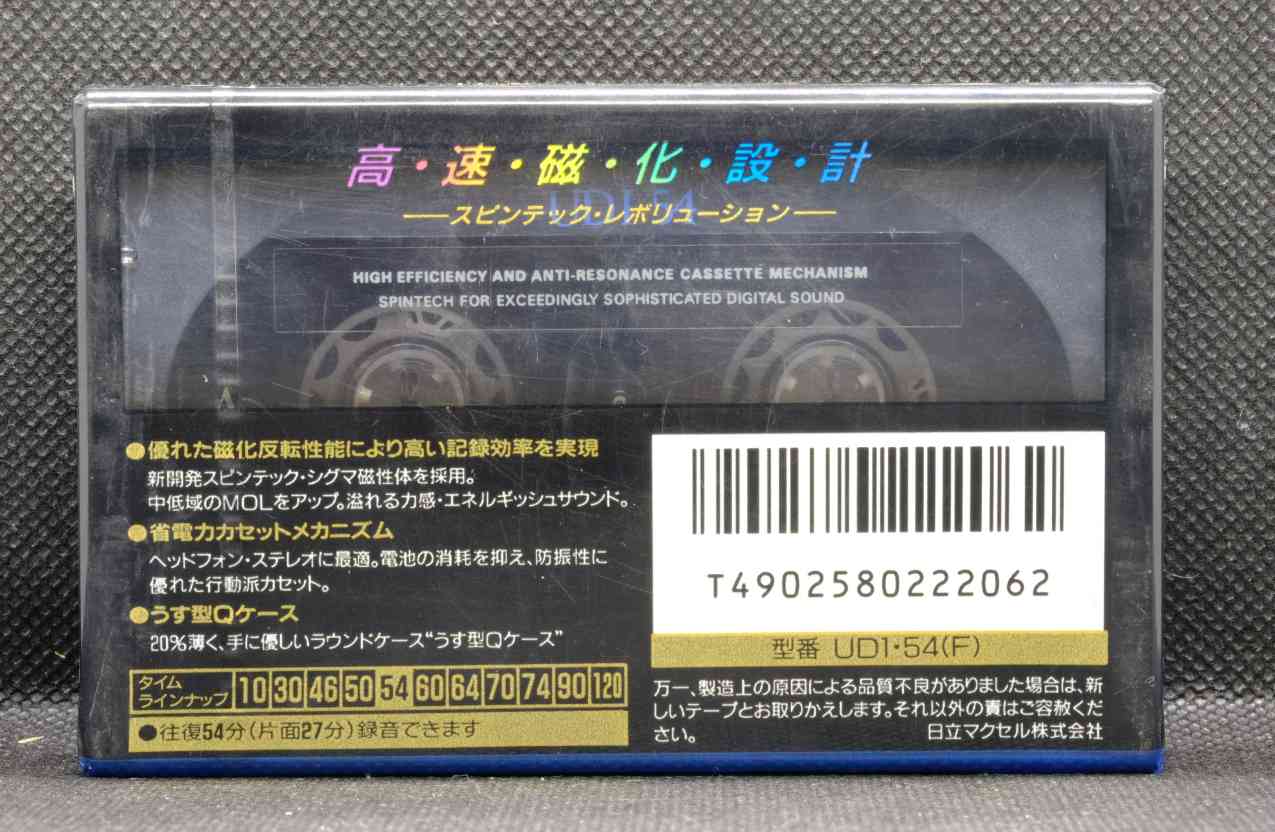 高・速・磁・化・設・計
UDI 54
スピンテック・レボリューション
HIGH EFFICIENCY AND ANTI-RESONANCE CASSETTE MECHANISM
SPINTECH FOR EXCEEDINGLY SOPHISTICATED DIGITAL SOUND
A
●優れた磁化反転性能により高い記録効率を実現
新開発スピンテック・シグマ磁性体を採用。
中低域のMOLをアップ。溢れる力感・エネルギッシュサウンド。
●省電力カセットメカニズム
ヘッドフォン・ステレオに最適。電池の消耗を抑え、防振性に
優れた行動派カセット。
●うす型Qケース
20%薄く、手に優しいラウンドケース“うす型Qケース”
タイム
ラインナップ
10 30 46 50 54 60 64 70 74 90 120
●往復54分(片面27分)録音できます
T4902580222062
型番 UD1・54(F)
万一、製造上の原因による品質不良がありました場合は、新
しいテープとお取りかえします。それ以外の責はご容赦くだ
さい。 日立マクセル株式会社